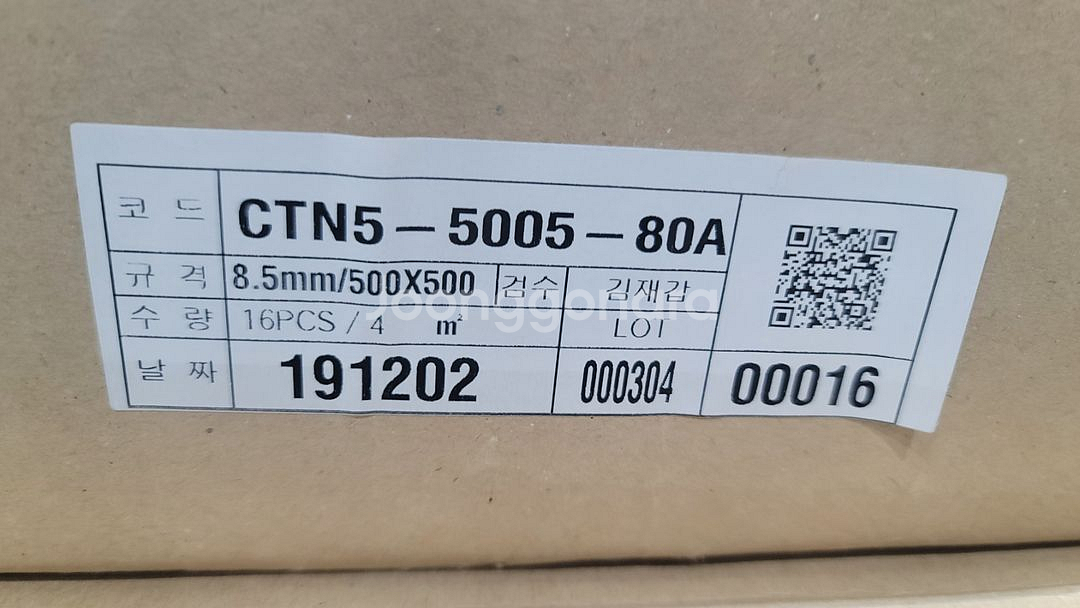 코 드 CTN5-5005-80A
규 격 8.5mm/500X500 검수 김재갑
수 량 16PCS / 4 m² LOT
날 짜 191202 000304 00016
Joonggonara